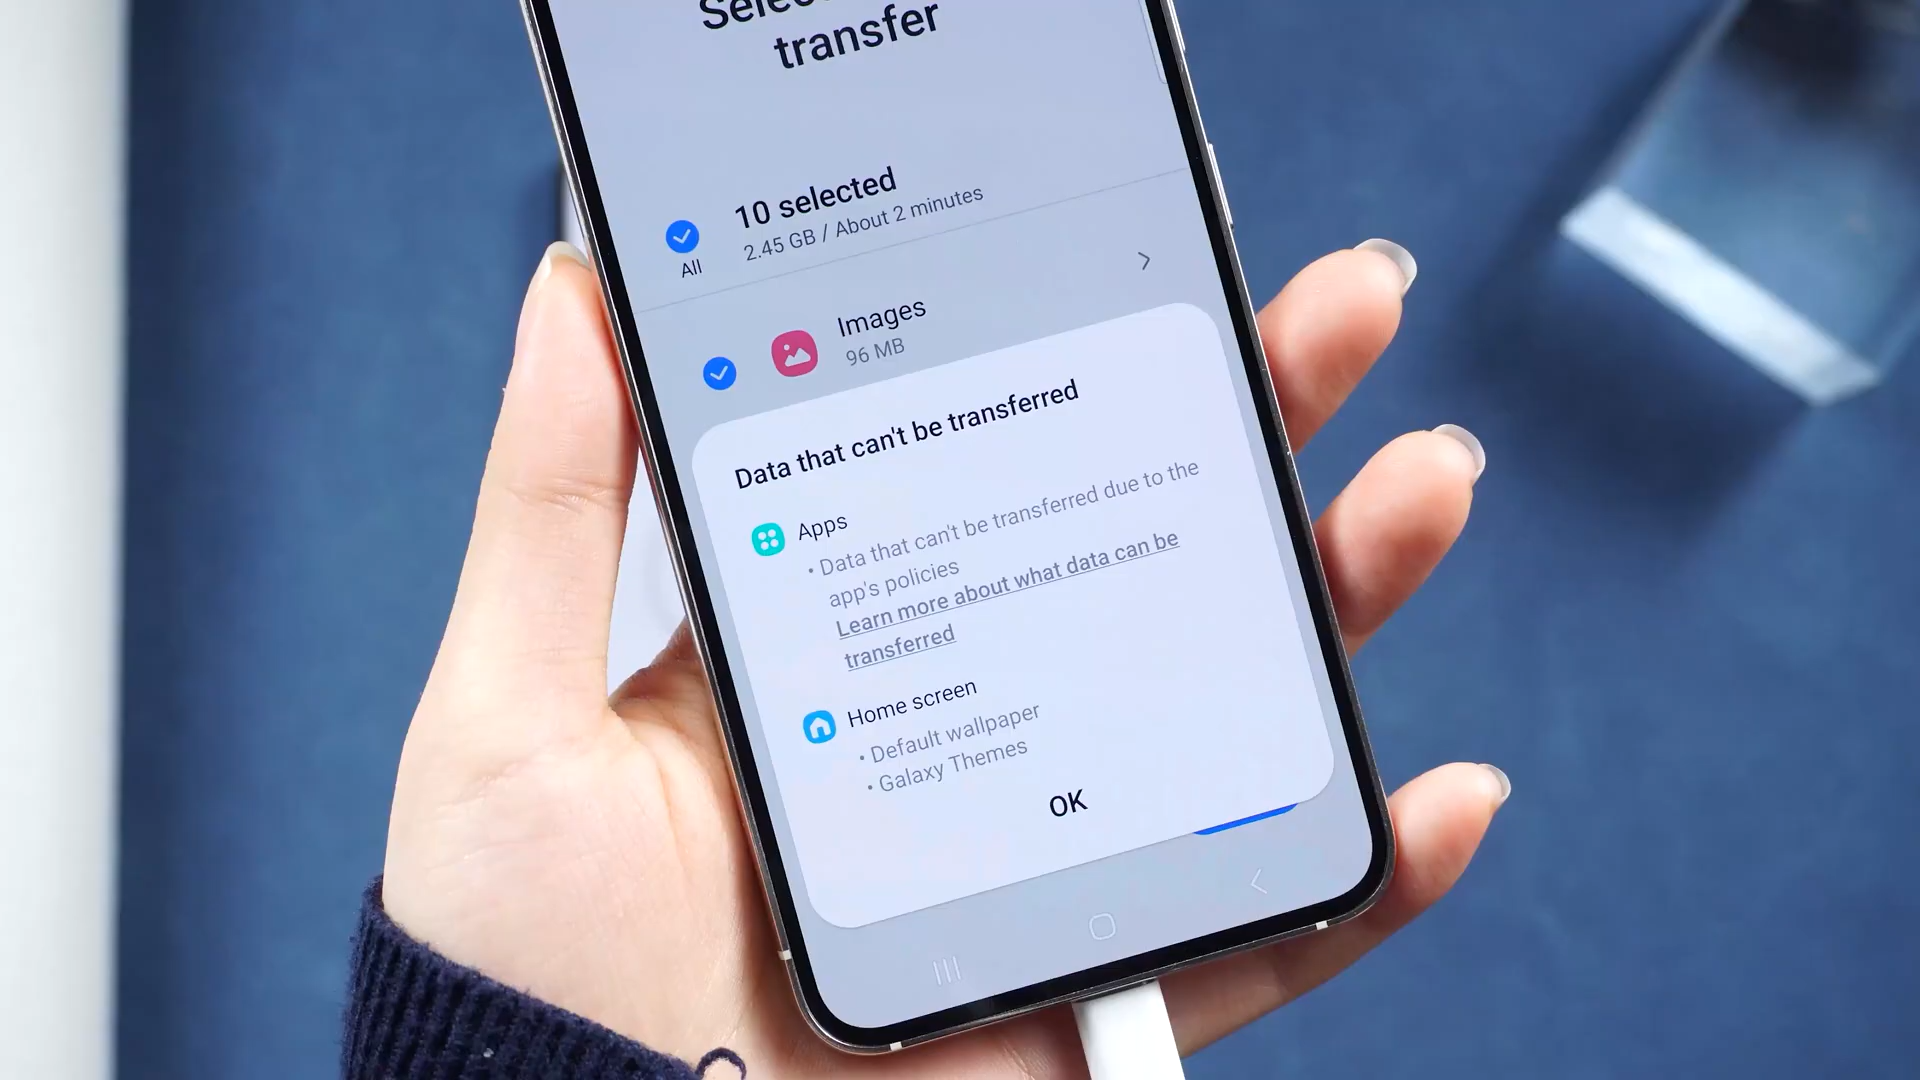 transfer
10 selected
2.45 GB / About 2 minutes
All
Images
96 MB
Data that can't be transferred
Apps
• Data that can't be transferred due to the
app's policies
Learn more about what data can be
transferred
Home screen
• Default wallpaper
• Galaxy Themes
OK